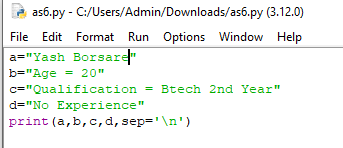 as6.py - C:/Users/Admin/Downloads/as6.py (3.12.0)
File Edit Format Run Options Window Help
a="Yash Borsare"
b="Age = 20"
c="Qualification = Btech 2nd Year"
d="No Experience"
print(a,b,c,d,sep='\n')